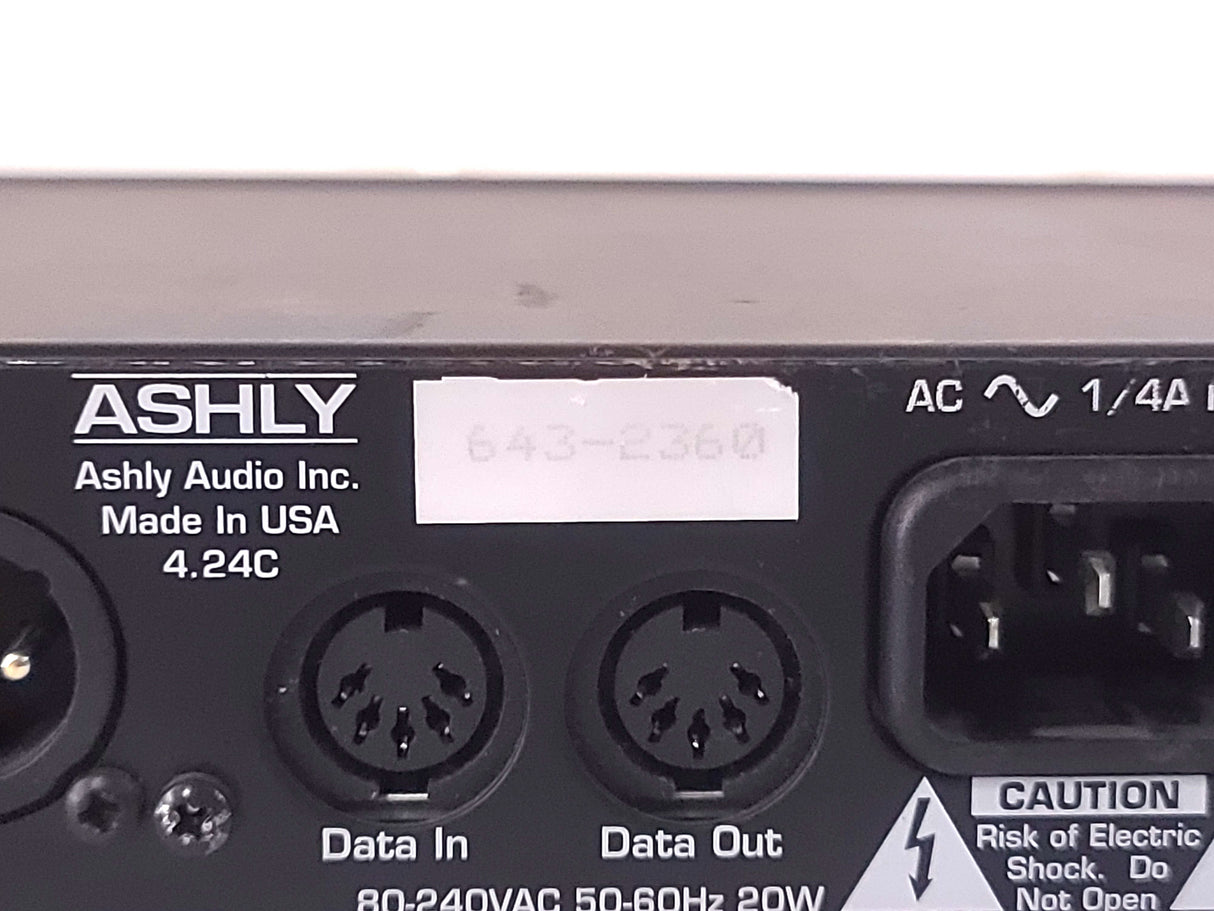 ASHLY
Ashly Audio Inc.
Made In USA
4.24C
643-2360
AC 1/4A
Data In
Data Out
80-240VAC 50-60Hz 20W
CAUTION
Risk of Electric
Shock. Do
Not Open